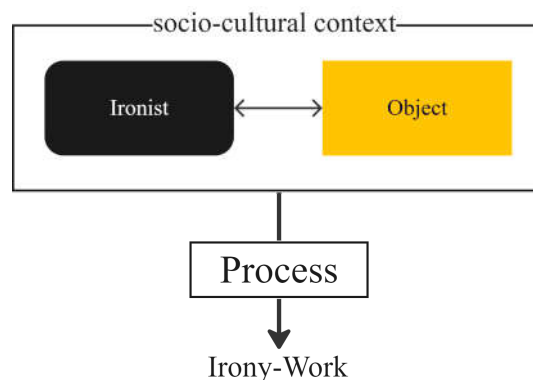 socio-cultural context
Ironist
Object
Process
Irony-Work